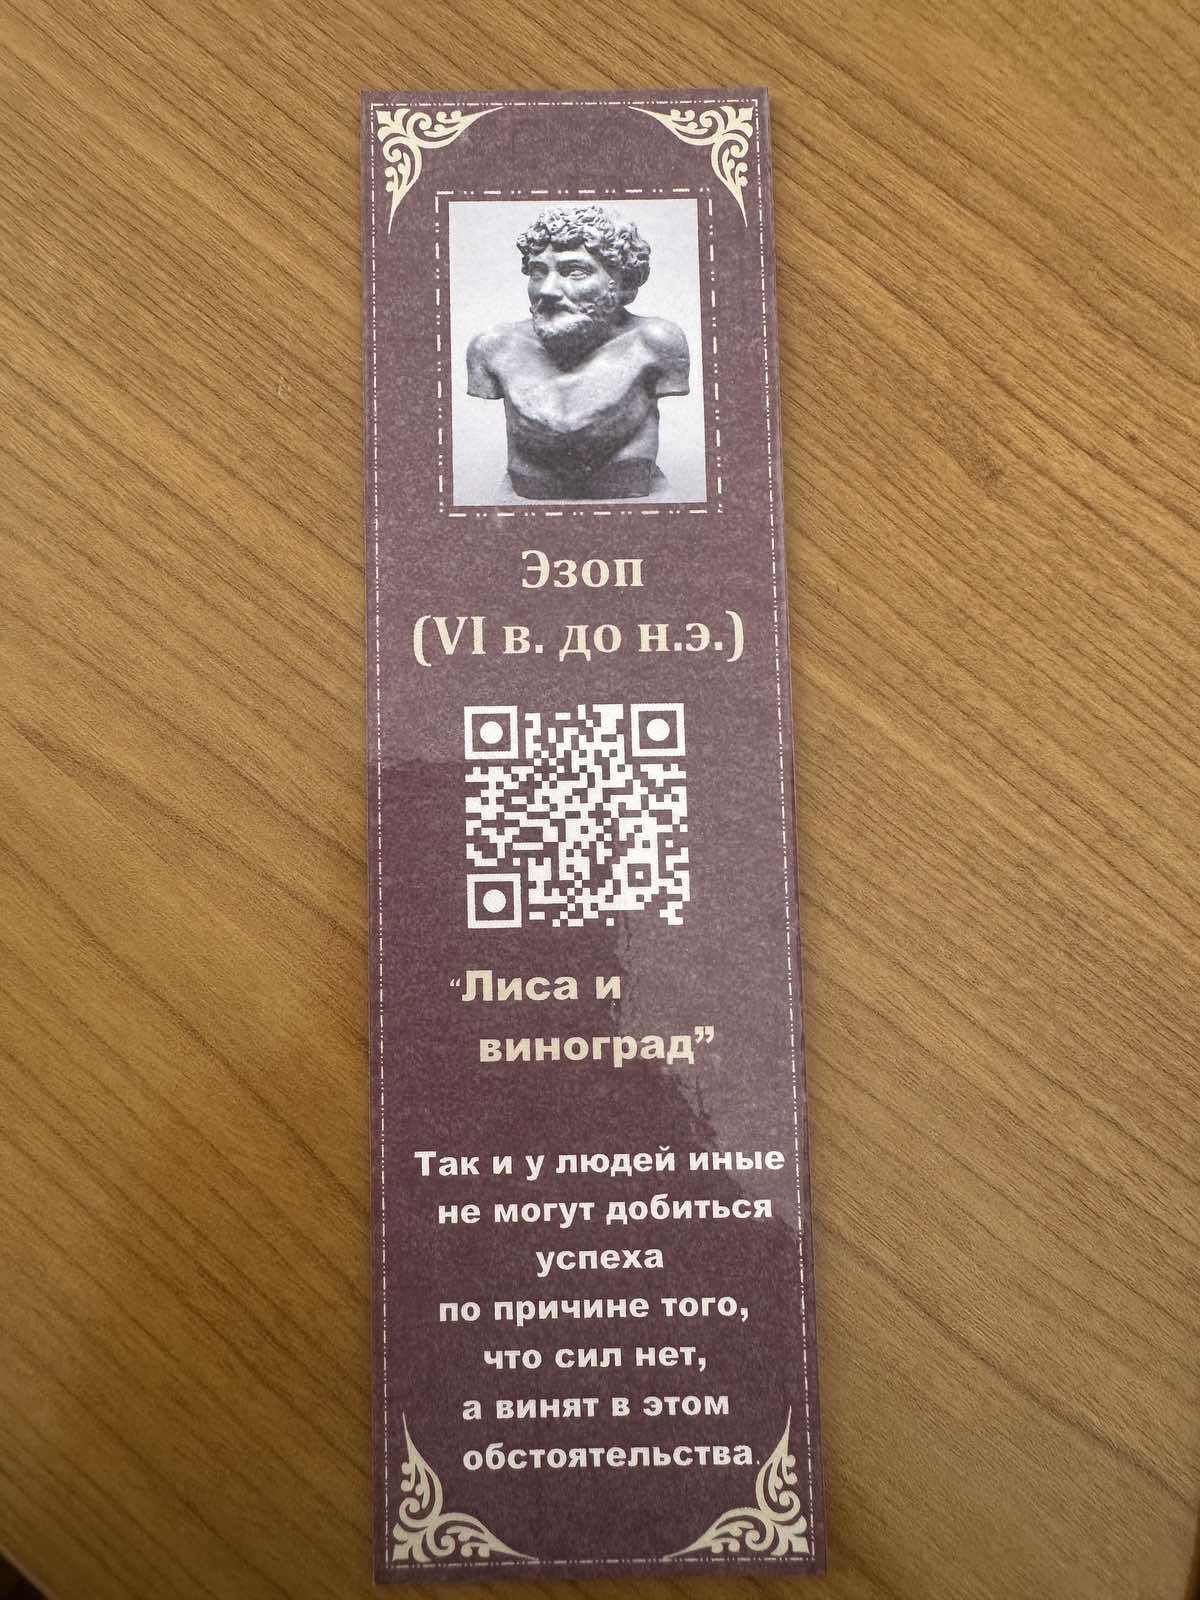 Эзоп
(VI в. до н.э.)
“Лиса и
виноград”
Так и у людей иные
не могут добиться
успеха
по причине того,
что сил нет,
а винят в этом
обстоятельства.